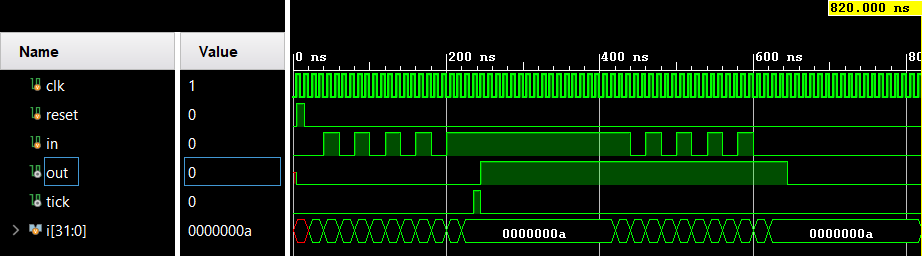 820.000 ns
Name Value
0 ns 200 ns 400 ns 600 ns 80
clk 1
reset 0
in 0
out 0
tick 0
i[31:0] 0000000a 0000000a 0000000a